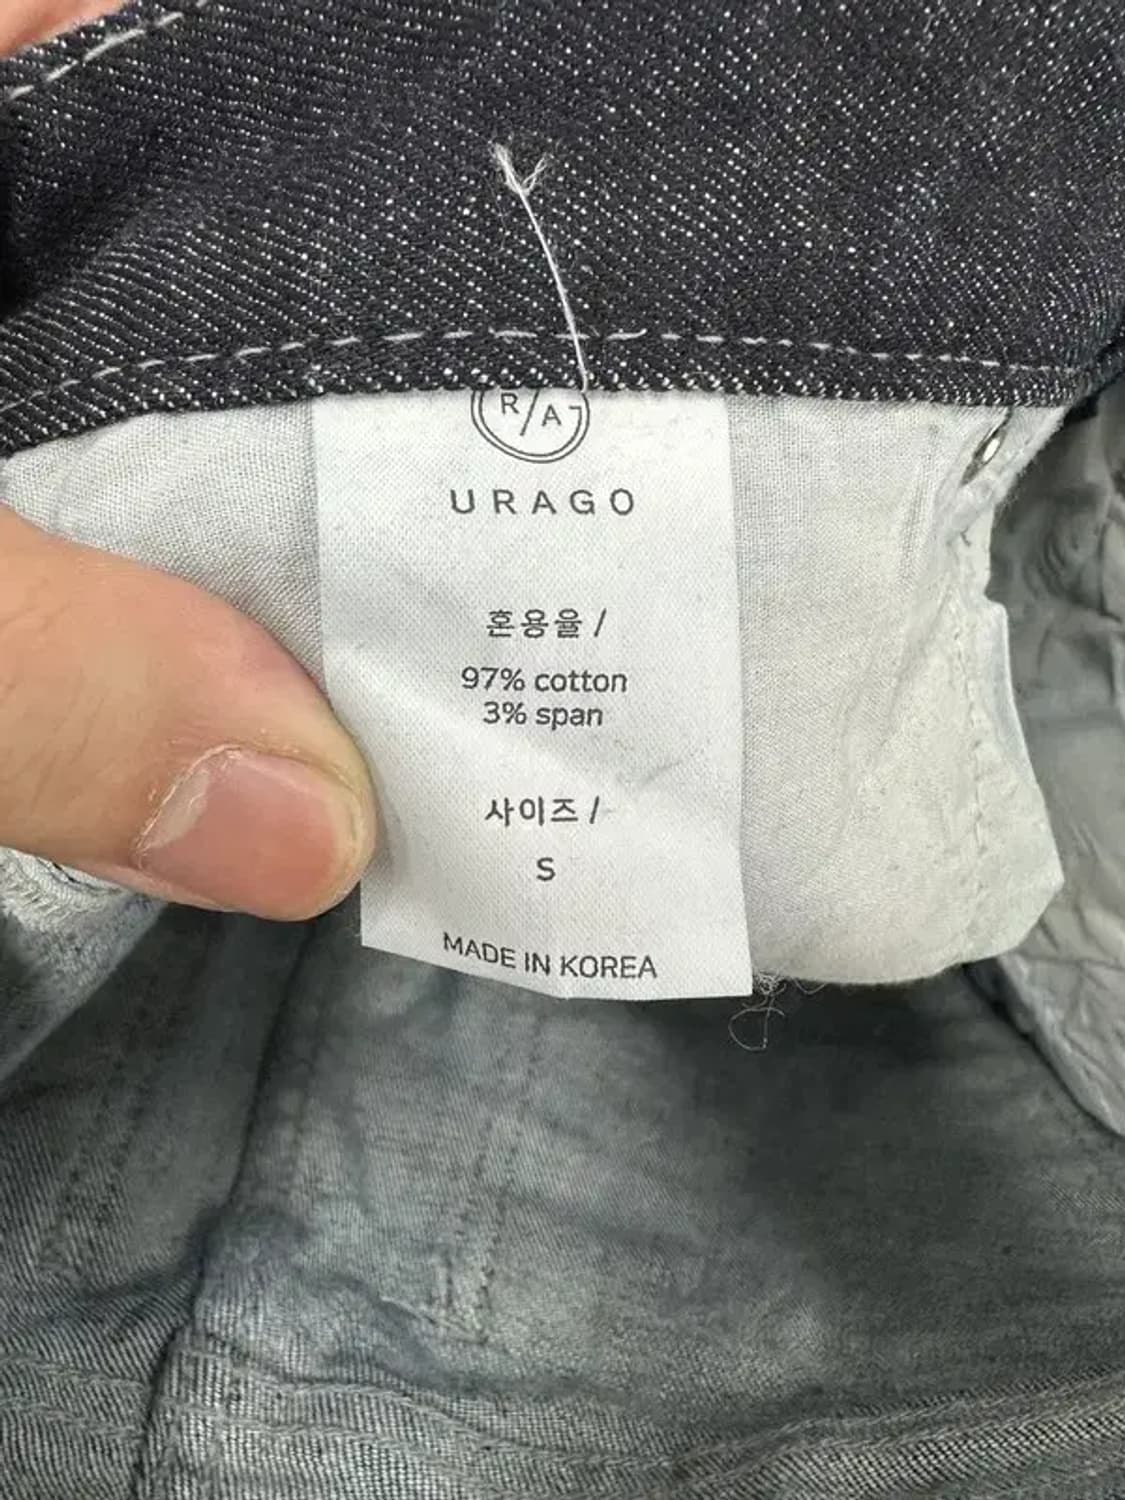 R/A
URAGO
혼용율 /
97% cotton
3% span
사이즈 /
S
MADE IN KOREA